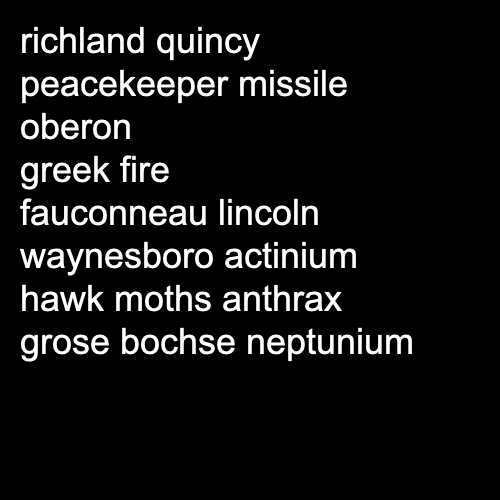 richland quincy
peacekeeper missile
oberon
greek fire
fauconneau lincoln
waynesboro actinium
hawk moths anthrax
grose bochse neptunium